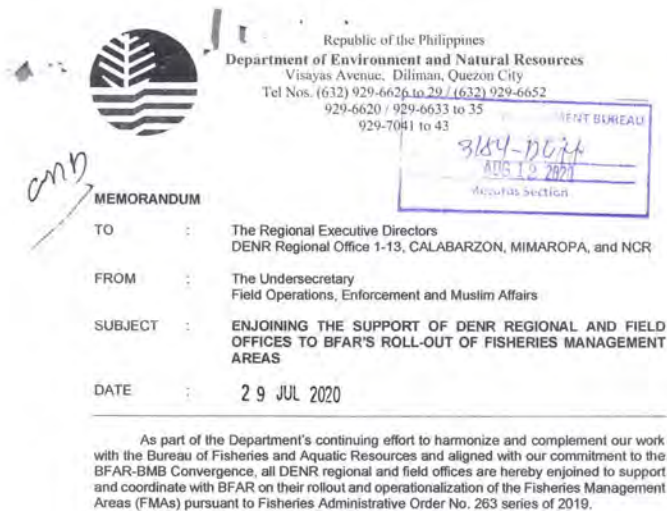 Republic of the Philippines
Department of Environment and Natural Resources
Visayas Avenue, Diliman, Quezon City
Tel Nos. (632) 929-6626 to 29 / (632) 929-6652
929-6620 / 929-6633 to 35
929-7041 to 43
MENT BUREAU
AUG 12 2020
Records Section
MEMORANDUM
TO : The Regional Executive Directors
DENR Regional Office 1-13, CALABARZON, MIMAROPA, and NCR
FROM : The Undersecretary
Field Operations, Enforcement and Muslim Affairs
SUBJECT : ENJOINING THE SUPPORT OF DENR REGIONAL AND FIELD
OFFICES TO BFAR'S ROLL-OUT OF FISHERIES MANAGEMENT
AREAS
DATE : 29 JUL 2020
As part of the Department's continuing effort to harmonize and complement our work
with the Bureau of Fisheries and Aquatic Resources and aligned with our commitment to the
BFAR-BMB Convergence, all DENR regional and field offices are hereby enjoined to support
and coordinate with BFAR on their rollout and operationalization of the Fisheries Management
Areas (FMAs) pursuant to Fisheries Administrative Order No. 263 series of 2019.